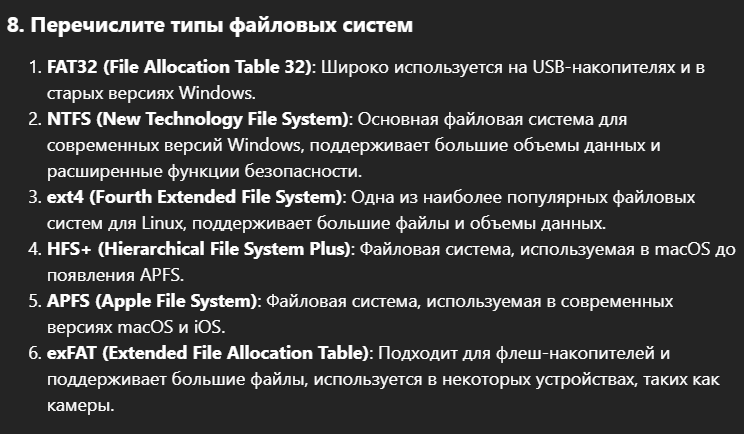 8. Перечислите типы файловых систем
1. FAT32 (File Allocation Table 32): Широко используется на USB-накопителях и в
старых версиях Windows.
2. NTFS (New Technology File System): Основная файловая система для
современных версий Windows, поддерживает большие объемы данных и
расширенные функции безопасности.
3. ext4 (Fourth Extended File System): Одна из наиболее популярных файловых
систем для Linux, поддерживает большие файлы и объемы данных.
4. HFS+ (Hierarchical File System Plus): Файловая система, используемая в macOS до
появления APFS.
5. APFS (Apple File System): Файловая система, используемая в современных
версиях macOS и iOS.
6. exFAT (Extended File Allocation Table): Подходит для флеш-накопителей и
поддерживает большие файлы, используется в некоторых устройствах, таких как
камеры.